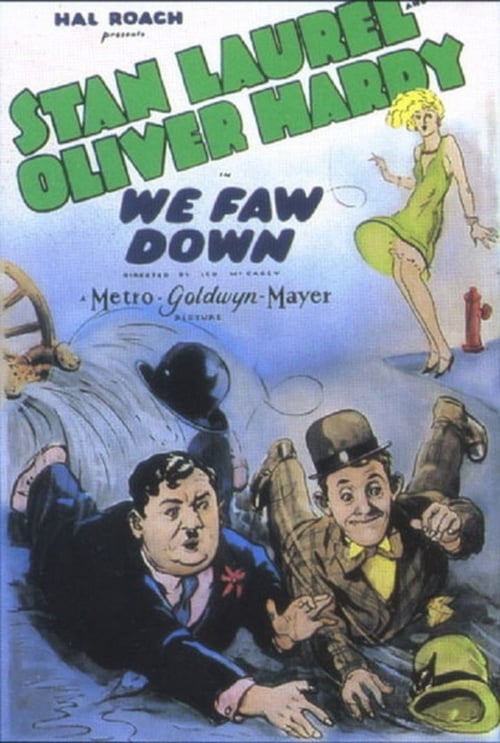 HAL ROACH
presents
STAN LAUREL AND
OLIVER HARDY
IN
WE FAW
DOWN
DIRECTED BY LEO McCAREY
A Metro-Goldwyn-Mayer
PICTURE